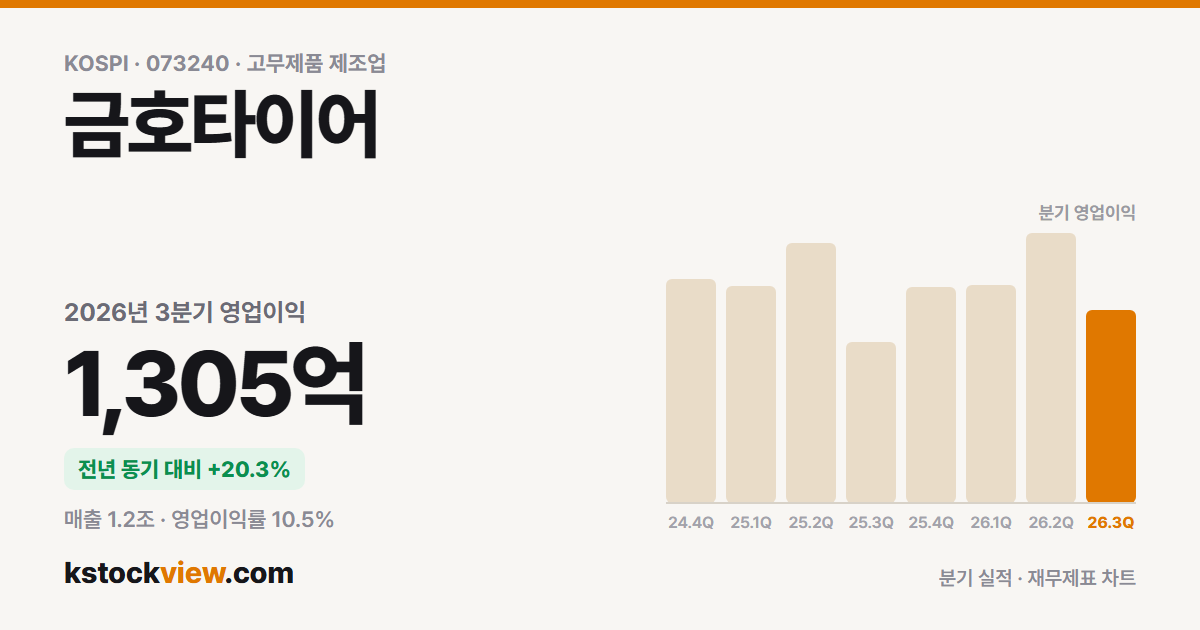 KOSPI · 073240 · 고무제품 제조업
금호타이어
2026년 3분기 영업이익
1,305억
전년 동기 대비 +20.3%
매출 1.2조 · 영업이익률 10.5%
kstockview.com
분기 영업이익
24.4Q 25.1Q 25.2Q 25.3Q 25.4Q 26.1Q 26.2Q 26.3Q
분기 실적 · 재무제표 차트